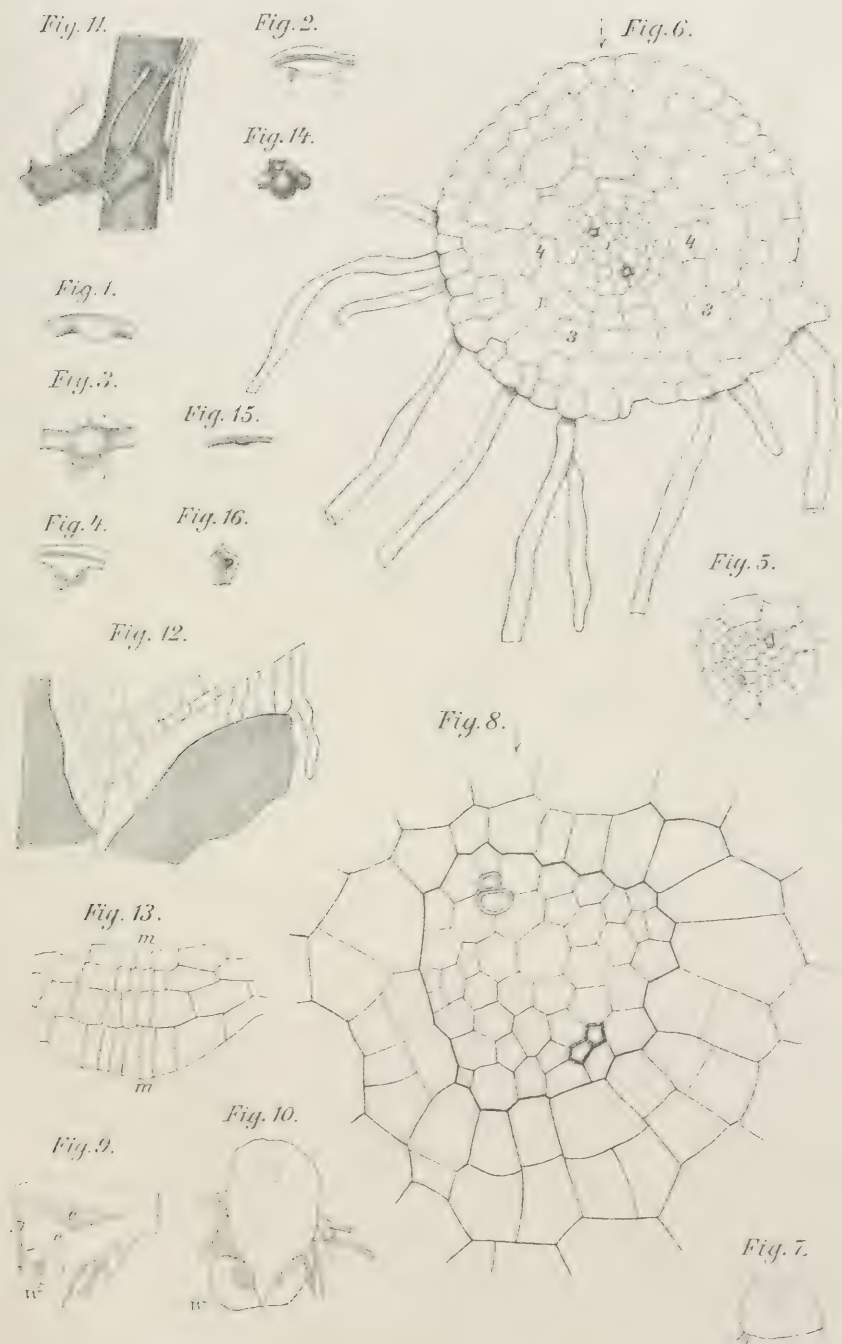 Fig. 11.
Fig. 2.
Fig. 6.
Fig. 14.
4
4
3
3
Fig. 1.
Fig. 3.
Fig. 15.
Fig. 4.
Fig. 16.
Fig. 5.
Fig. 12.
Fig. 8.
Fig. 13.
m
m
Fig. 10.
Fig. 9.
e
e
w
w
Fig. 7.